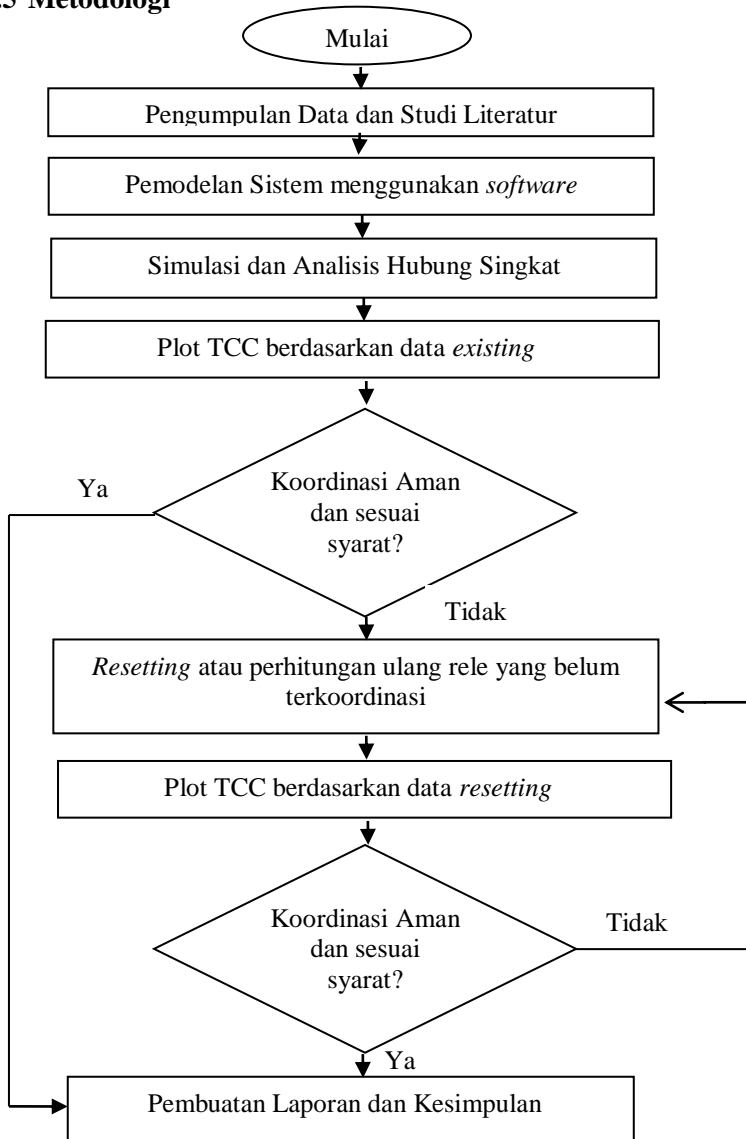 .5 Metodologi
Mulai
Pengumpulan Data dan Studi Literatur
Pemodelan Sistem menggunakan software
Simulasi dan Analisis Hubung Singkat
Plot TCC berdasarkan data existing
Koordinasi Aman
dan sesuai
syarat?
Ya
Tidak
Resetting atau perhitungan ulang rele yang belum
terkoordinasi
Plot TCC berdasarkan data resetting
Koordinasi Aman
dan sesuai
syarat?
Tidak
Ya
Pembuatan Laporan dan Kesimpulan